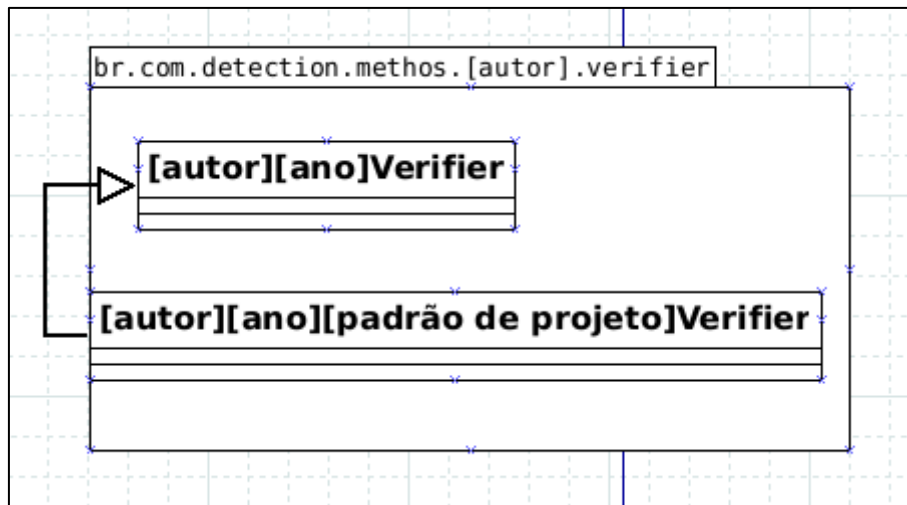 br.com.detection.methos.[autor].verifier
[autor][ano]Verifier
[autor][ano][padrão de projeto]Verifier